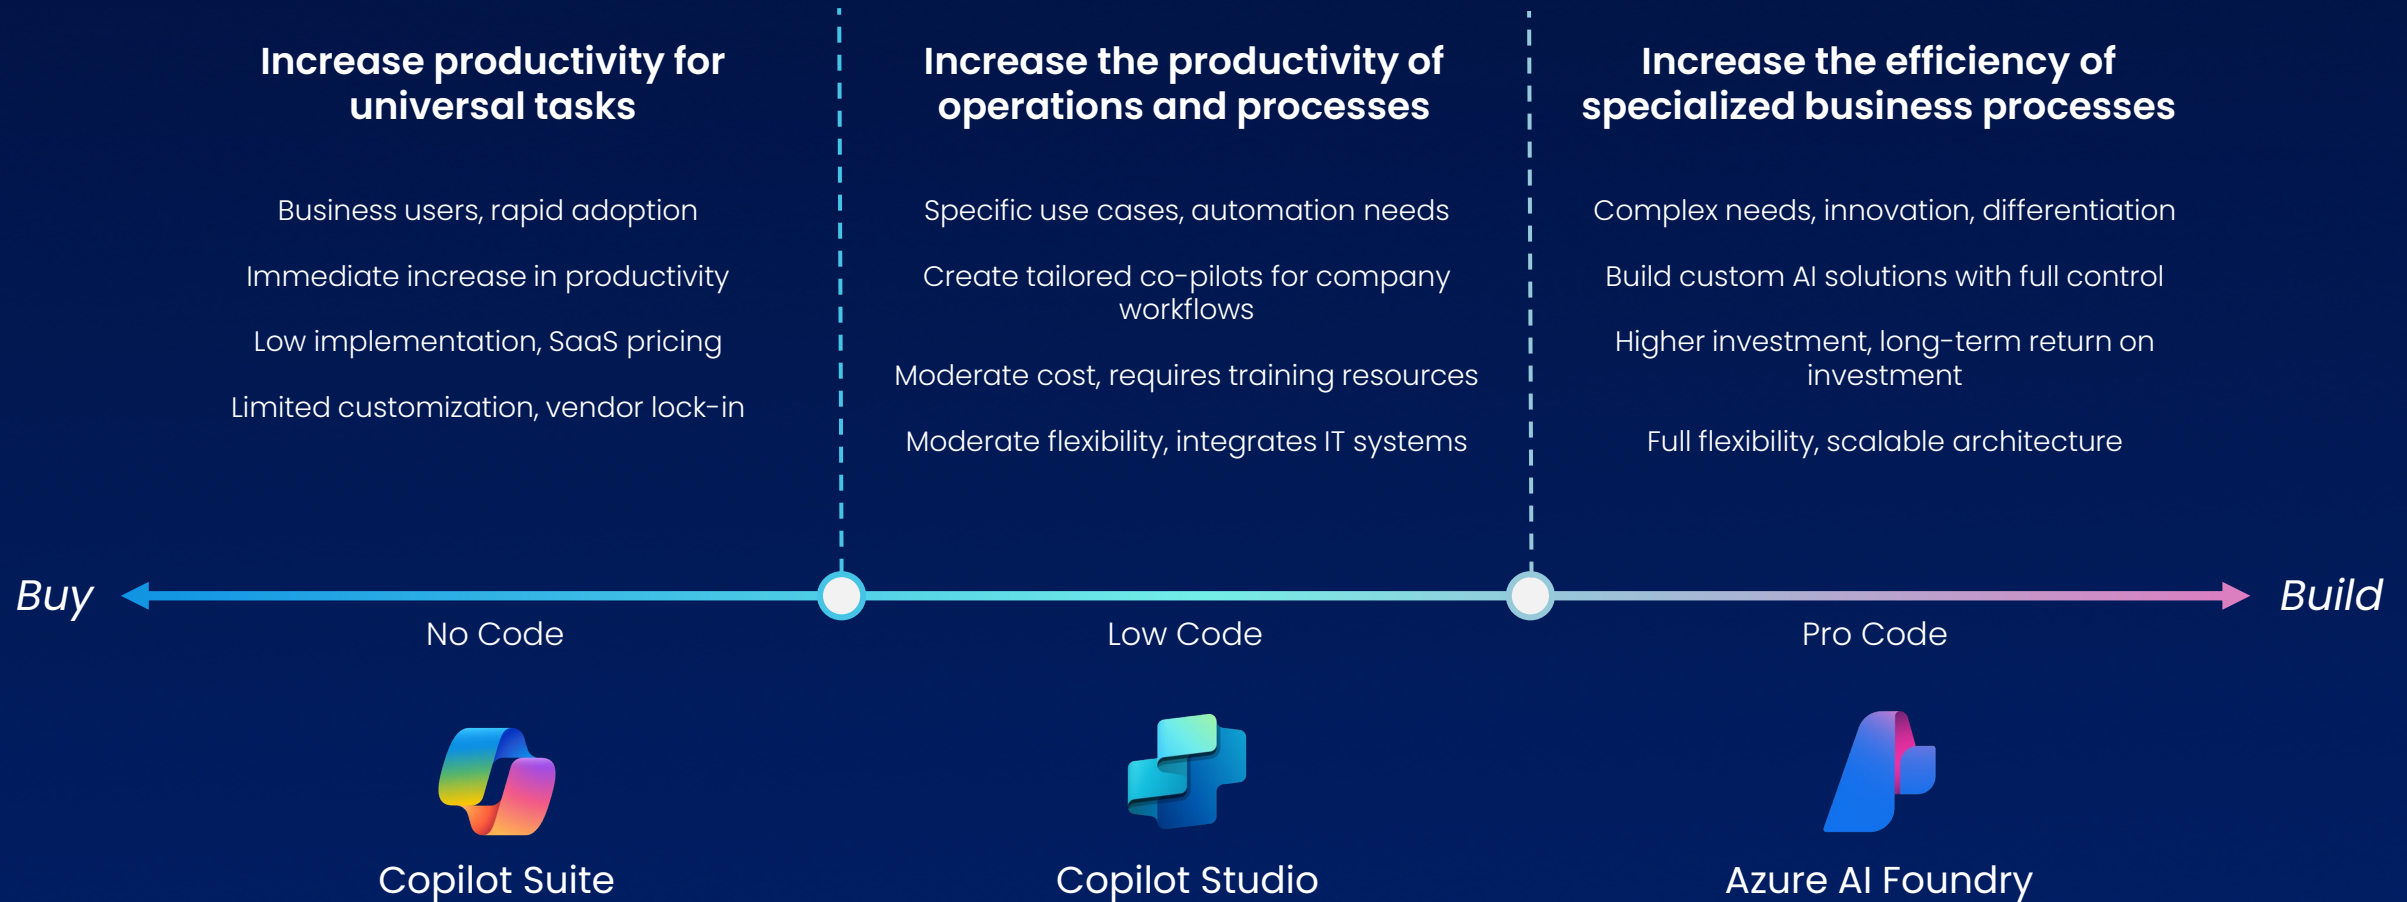 Increase productivity for
universal tasks
Business users, rapid adoption
Immediate increase in productivity
Low implementation, SaaS pricing
Limited customization, vendor lock-in
Increase the productivity of
operations and processes
Specific use cases, automation needs
Create tailored co-pilots for company
workflows
Moderate cost, requires training resources
Moderate flexibility, integrates IT systems
Increase the efficiency of
specialized business processes
Complex needs, innovation, differentiation
Build custom AI solutions with full control
Higher investment, long-term return on
investment
Full flexibility, scalable architecture
Buy
Build
No Code
Low Code
Pro Code
Copilot Suite
Copilot Studio
Azure AI Foundry